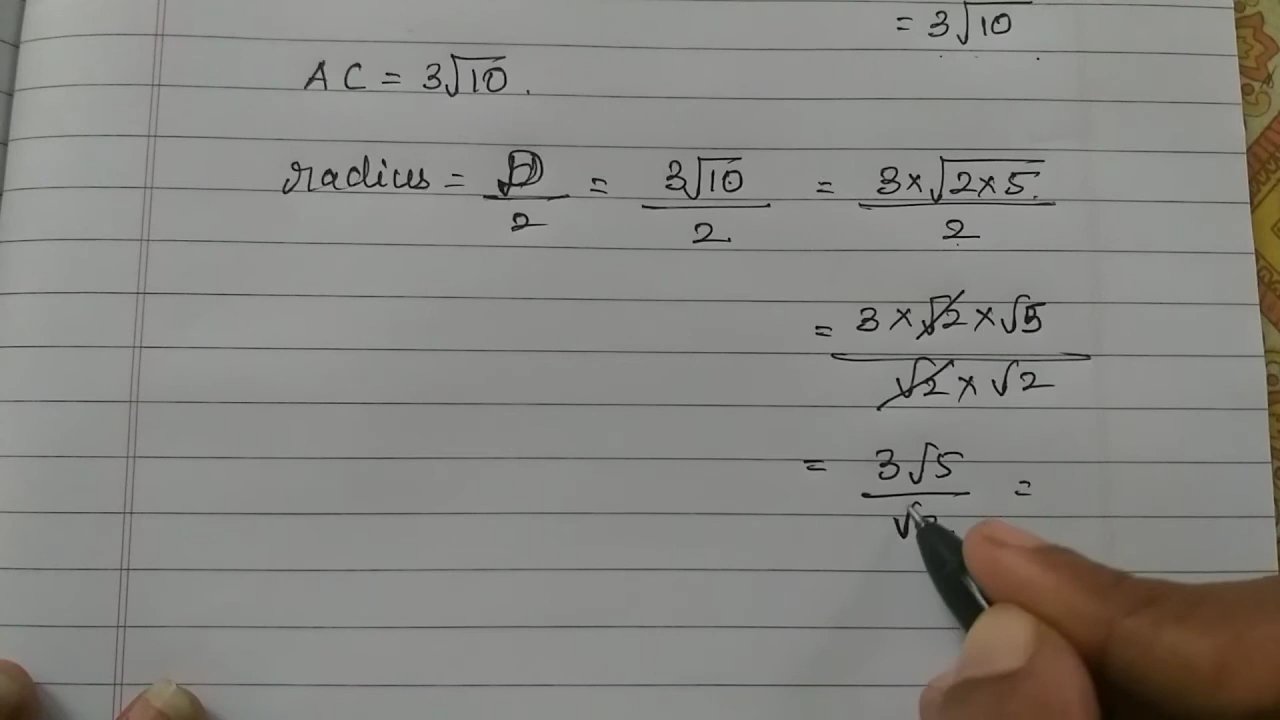 = 3√10
AC = 3√10.
radius = D/2 = 3√10/2 = 3×√2×5/2
= 3×√2×√5/√2×√2
= 3√5/√2 =